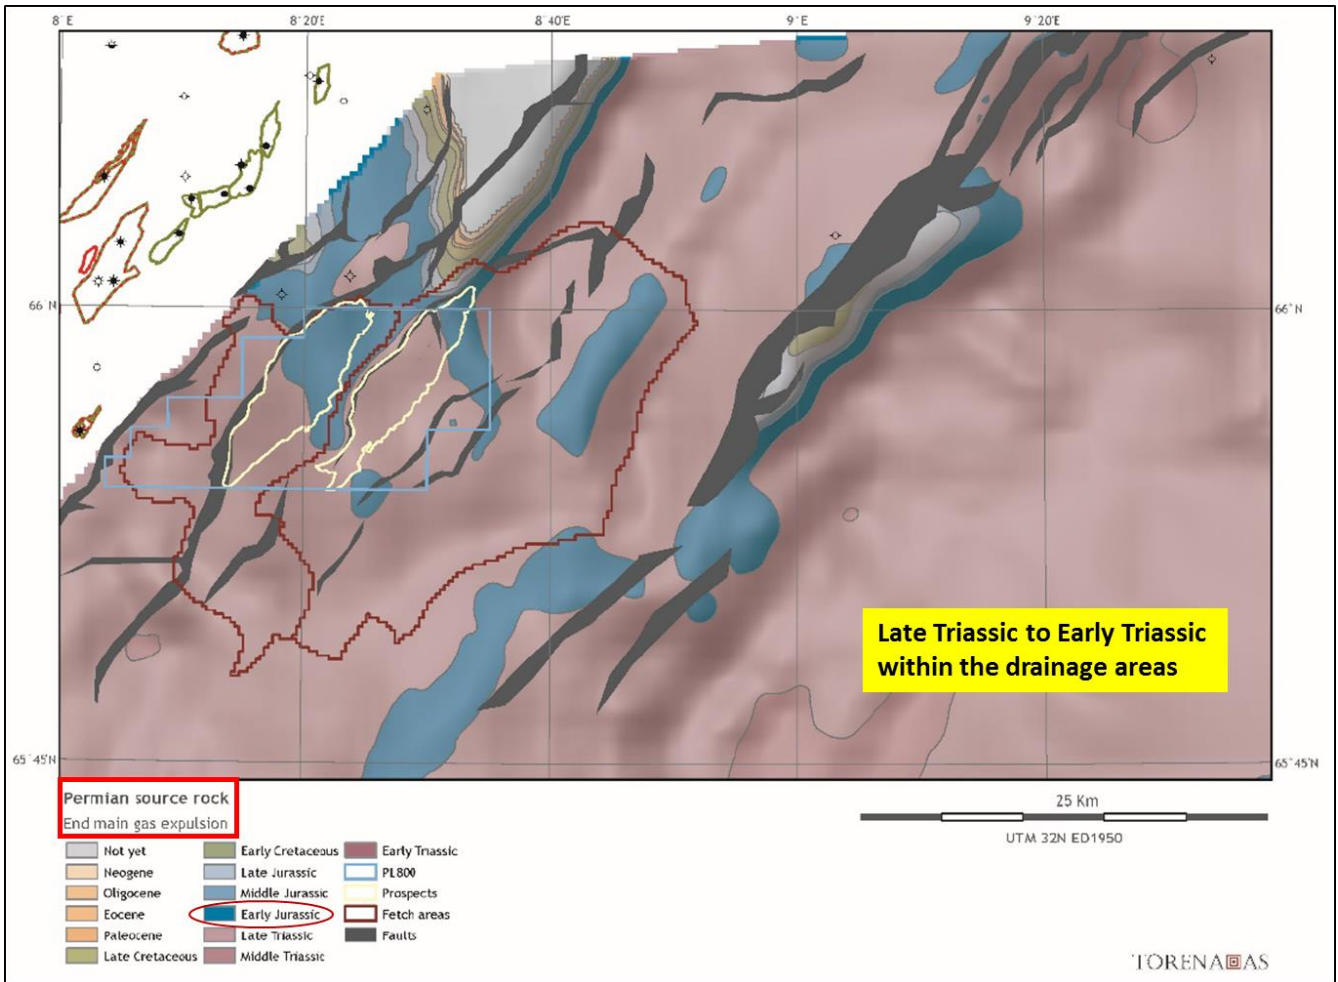 8°E 8°20'E 8°40'E 9°E 9°20'E
66°N 66°N
Late Triassic to Early Triassic
within the drainage areas
65°45'N 65°45'N
Permian source rock
End main gas expulsion
Not yet
Neogene
Oligocene
Eocene
Paleocene
Late Cretaceous
Early Cretaceous
Late Jurassic
Middle Jurassic
Early Jurassic
Late Triassic
Middle Triassic
Early Triassic
PL800
Prospects
Fetch areas
Faults
25 Km
UTM 32N ED1950
TORENA AS